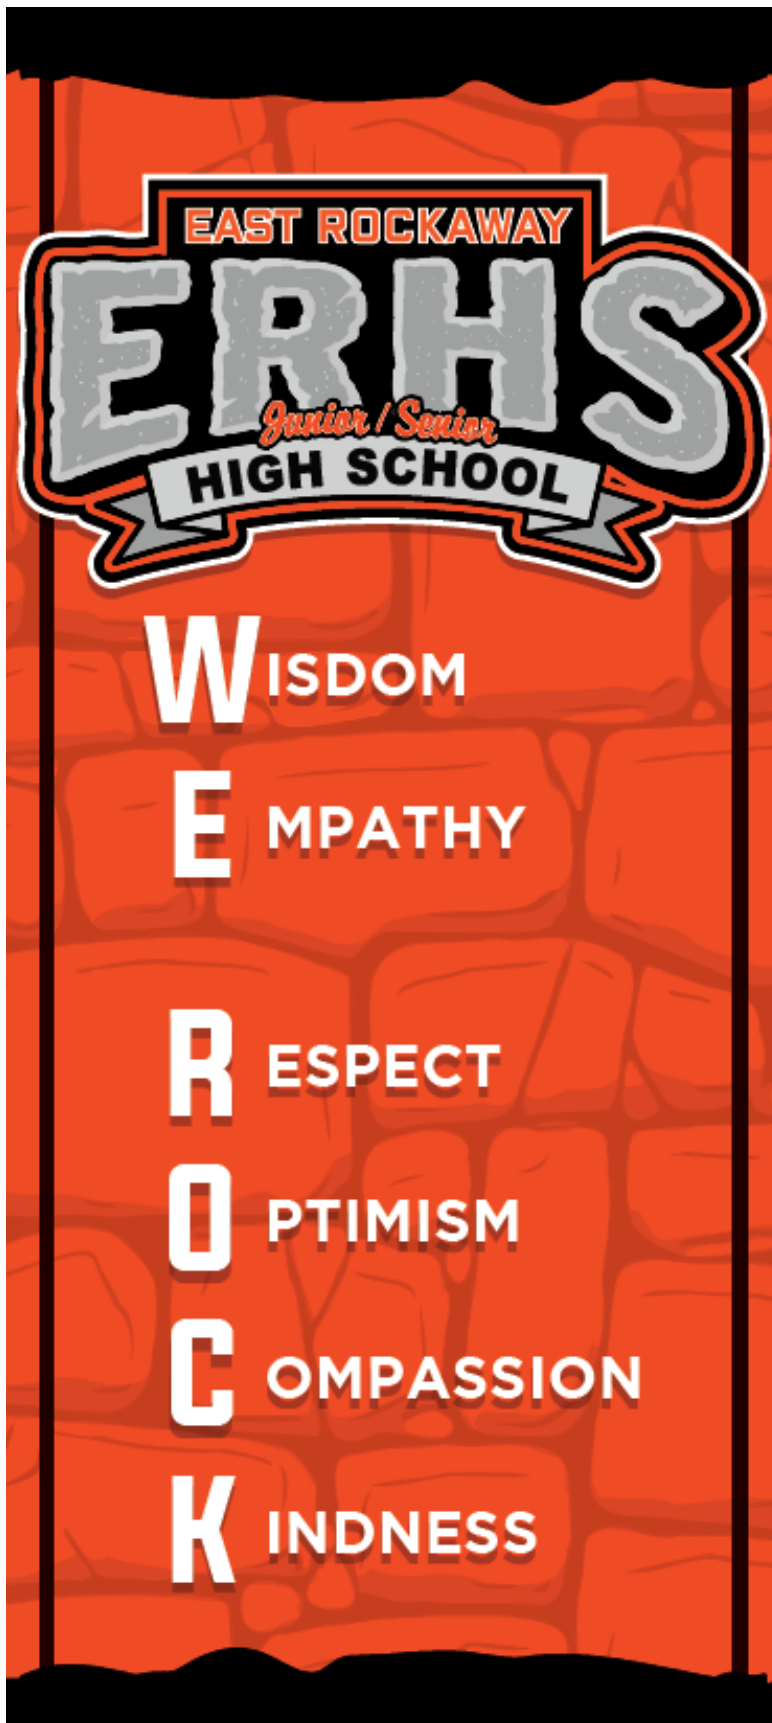 EAST ROCKAWAY
ERHS
Junior / Senior
HIGH SCHOOL
WISDOM
EMPATHY
RESPECT
OPTIMISM
COMPASSION
KINDNESS